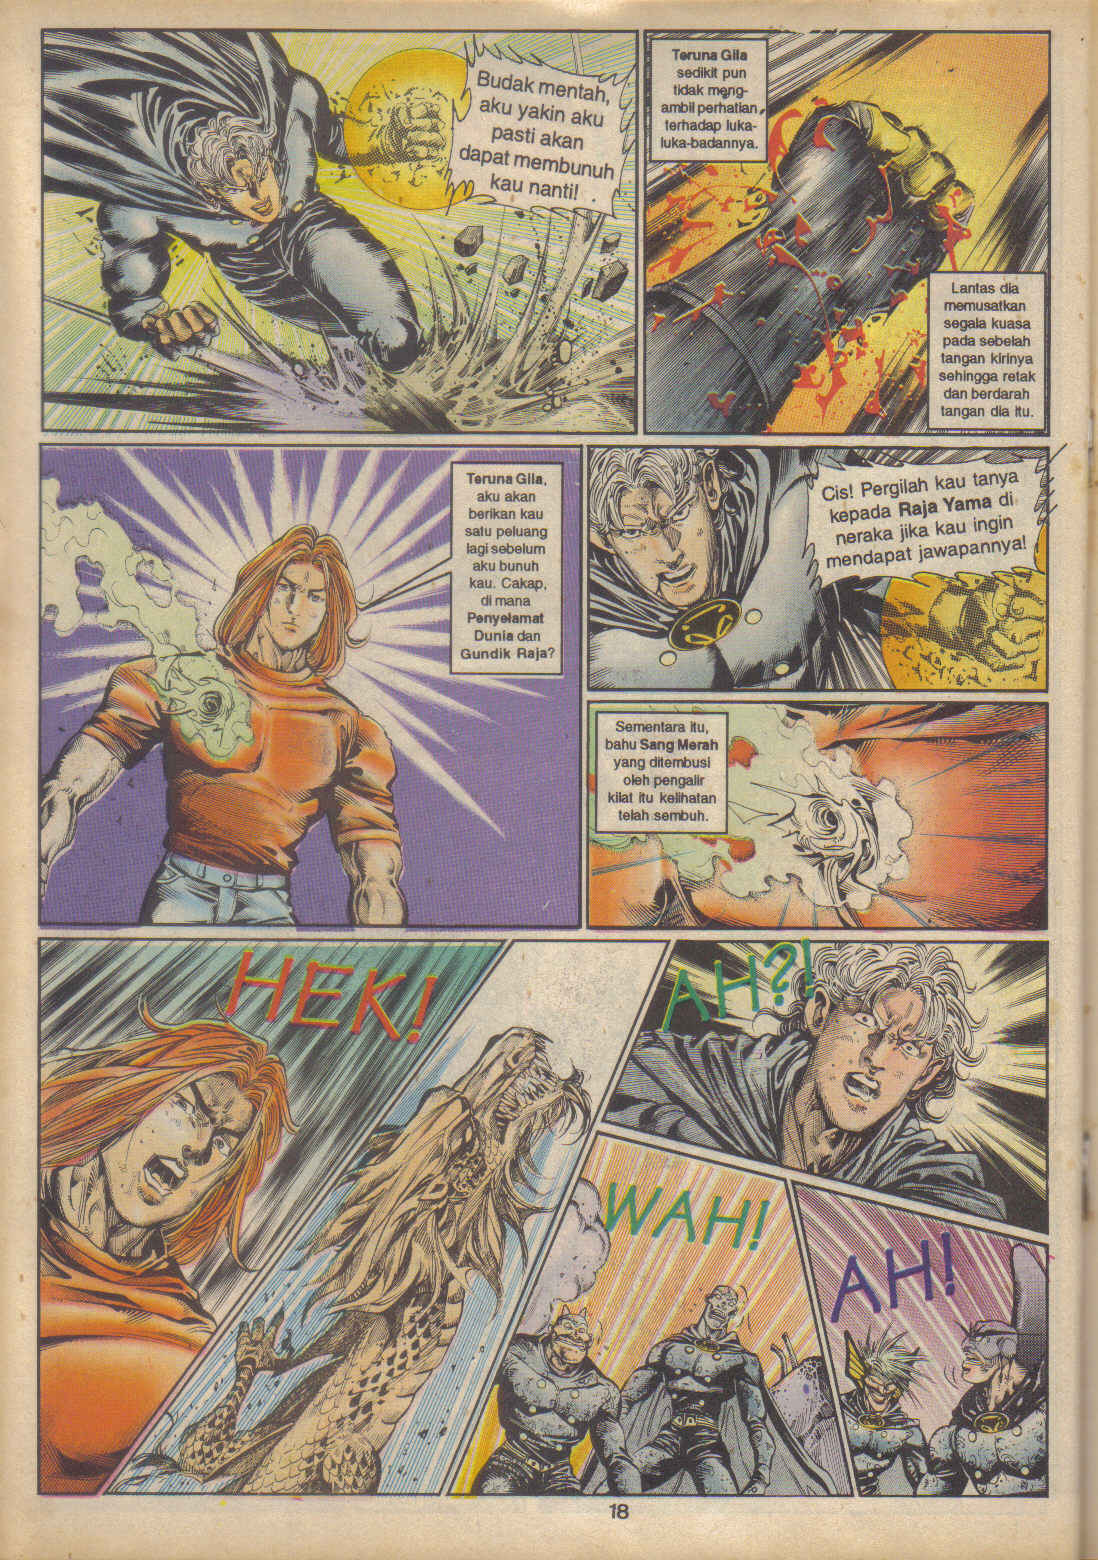 Budak mentah,
aku yakin aku
pasti akan
dapat membunuh
kau nanti!
Teruna Gila
sedikit pun
tidak meng-
ambil perhatian
terhadap luka-
luka-badannya.
Lantas dia
memusatkan
segala kuasa
pada sebelah
tangan kirinya
sehingga retak
dan berdarah
tangan dia itu.
Teruna Gila,
aku akan
berikan kau
satu peluang
lagi sebelum
aku bunuh
kau. Cakap,
di mana
Penyelamat
Dunia dan
Gundik Raja?
Cis! Pergilah kau tanya
kepada Raja Yama di
neraka jika kau ingin
mendapat jawapannya!
Sementara itu,
bahu Sang Merah
yang ditembusi
oleh pengalir
kilat itu kelihatan
telah sembuh.
HEK!
AH?!
WAH!
AH!
18